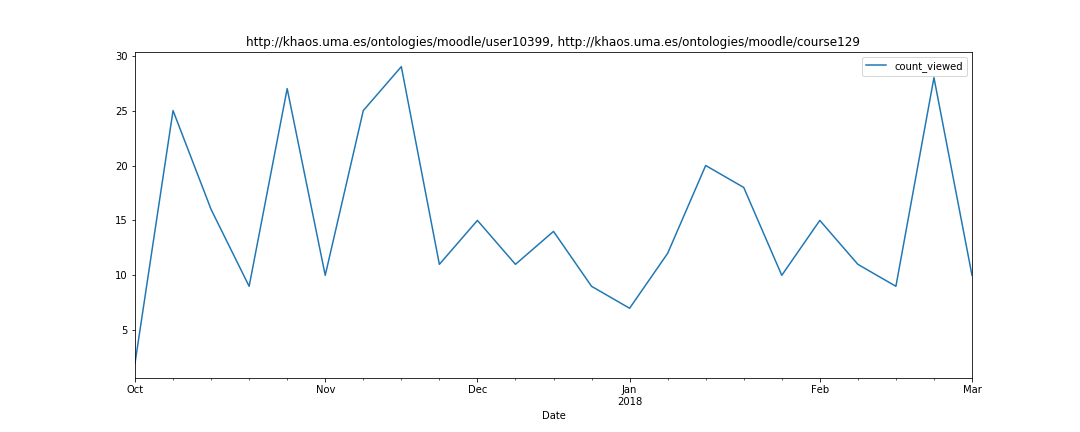 http://khaos.uma.es/ontologies/moodle/user10399, http://khaos.uma.es/ontologies/moodle/course129
count_viewed
30
25
20
15
10
5
Oct Nov Dec Jan Feb Mar
2018
Date